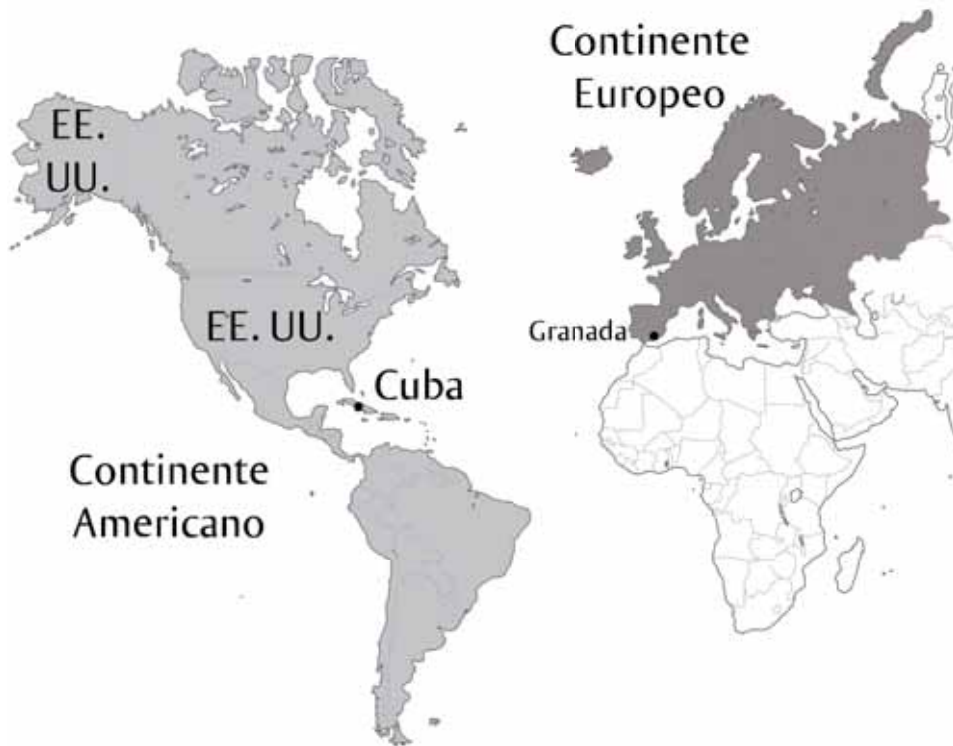 Continente
Europeo
EE.
UU.
EE. UU.
Granada
Cuba
Continente
Americano